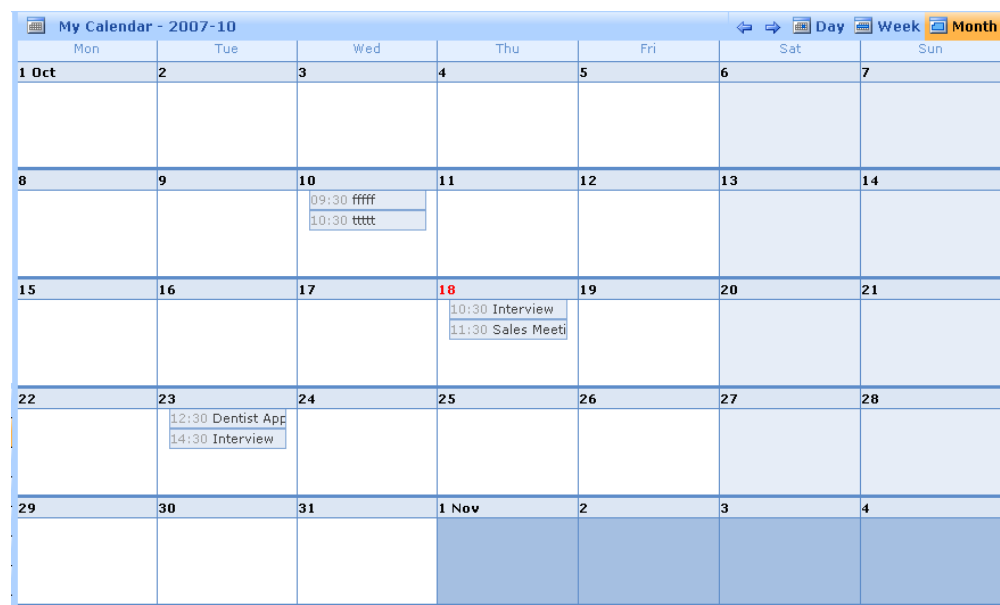 My Calendar - 2007-10 Day Week Month
Mon Tue Wed Thu Fri Sat Sun
1 Oct 2 3 4 5 6 7
8 9 10 11 12 13 14
09:30 fffff
10:30 ttttt
15 16 17 18 19 20 21
10:30 Interview
11:30 Sales Meeti
22 23 24 25 26 27 28
12:30 Dentist App
14:30 Interview
29 30 31 1 Nov 2 3 4